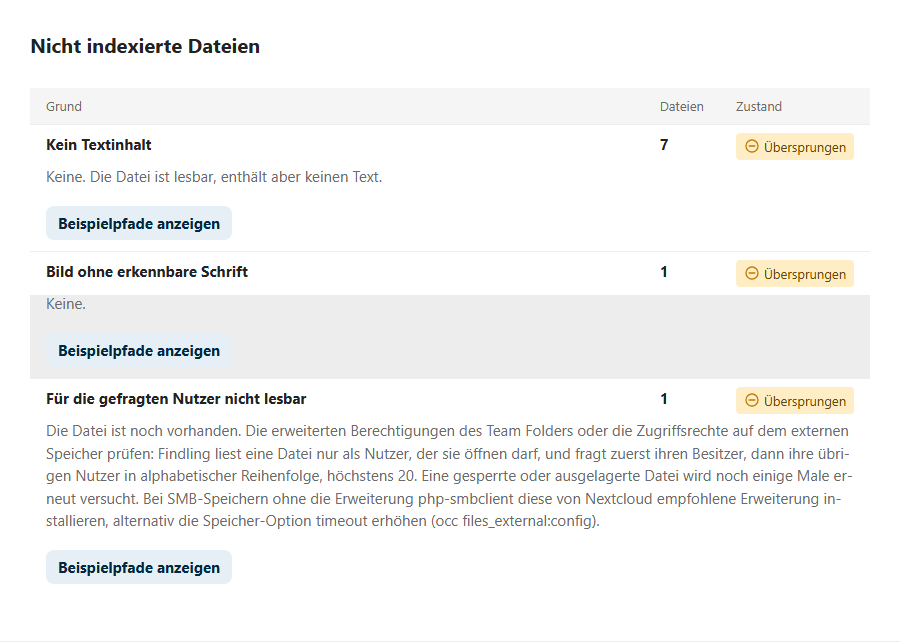 Nicht indexierte Dateien
Grund Dateien Zustand
Kein Textinhalt 7 Übersprungen
Keine. Die Datei ist lesbar, enthält aber keinen Text.
Beispielpfade anzeigen
Bild ohne erkennbare Schrift 1 Übersprungen
Keine.
Beispielpfade anzeigen
Für die gefragten Nutzer nicht lesbar 1 Übersprungen
Die Datei ist noch vorhanden. Die erweiterten Berechtigungen des Team Folders oder die Zugriffsrechte auf dem externen
Speicher prüfen: Findling liest eine Datei nur als Nutzer, der sie öffnen darf, und fragt zuerst ihren Besitzer, dann ihre übri-
gen Nutzer in alphabetischer Reihenfolge, höchstens 20. Eine gesperrte oder ausgelagerte Datei wird noch einige Male er-
neut versucht. Bei SMB-Speichern ohne die Erweiterung php-smbclient diese von Nextcloud empfohlene Erweiterung in-
stallieren, alternativ die Speicher-Option timeout erhöhen (occ files_external:config).
Beispielpfade anzeigen